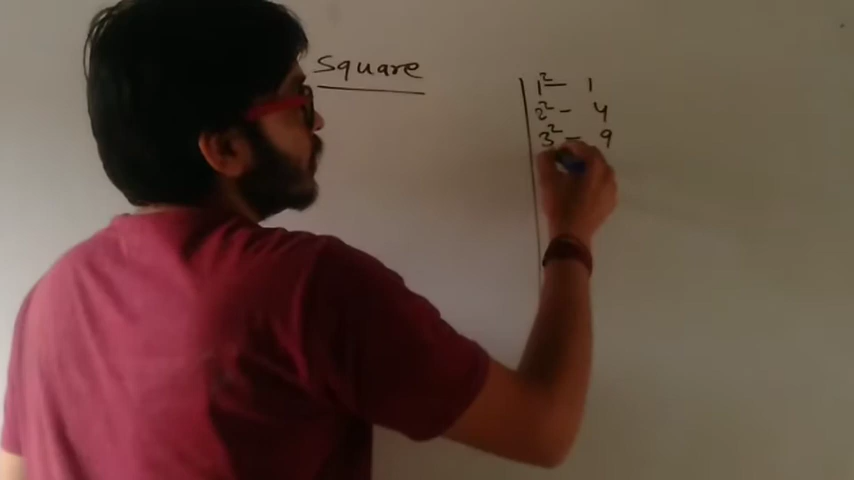 Square
1² - 1
2² - 4
3² - 9